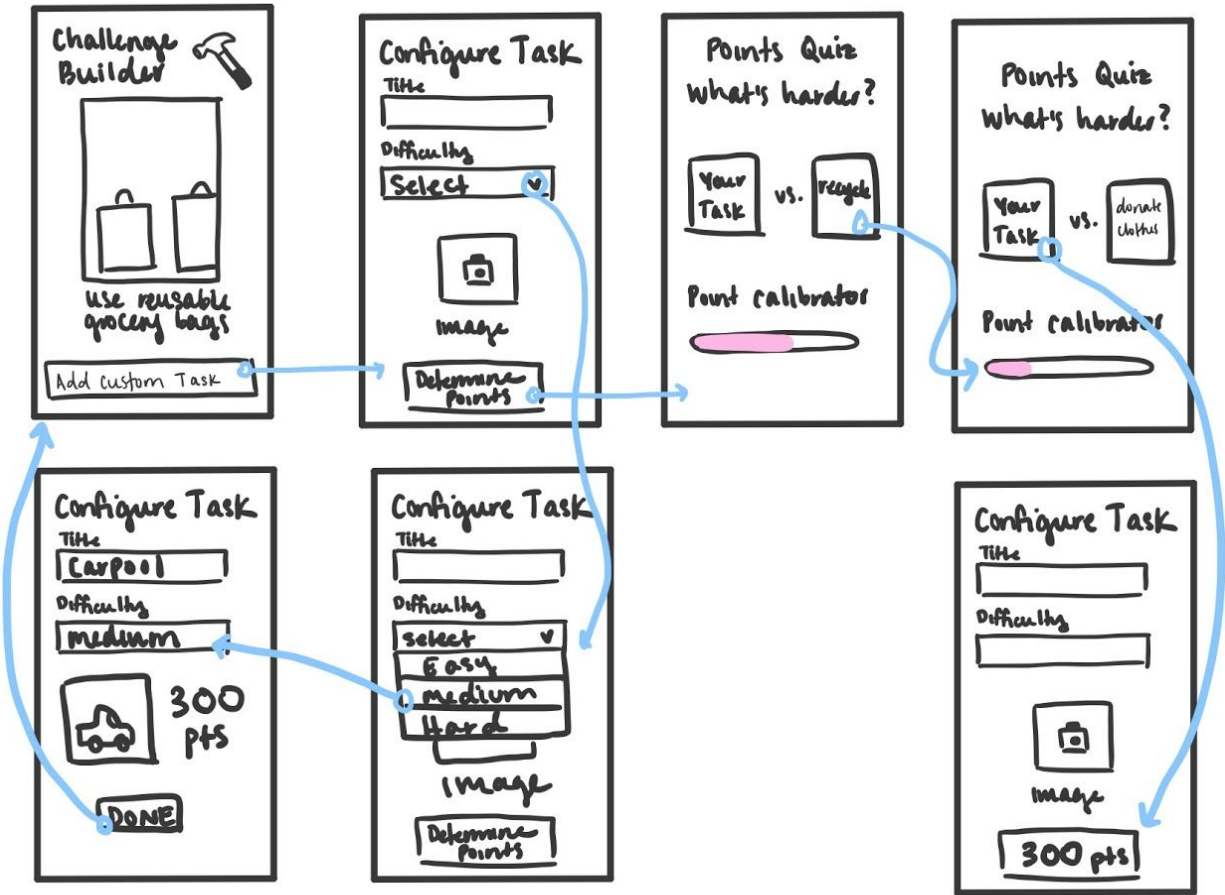 Challenge
Builder
use reusable
grocery bags
Add custom Task
Configure Task
Title
Difficulty
Select
image
Determine
Points
Points Quiz
what's harder?
Your
Task
vs.
recycle
Point calibrator
Points Quiz
what's harder?
Your
Task
vs.
donate
clothes
Point calibrator
Configure Task
Title
Carpool
Difficulty
medium
300
pts
DONE
Configure Task
Title
Difficulty
select
Easy
medium
Hard
image
Determine
Points
Configure Task
Title
Difficulty
image
300 pts